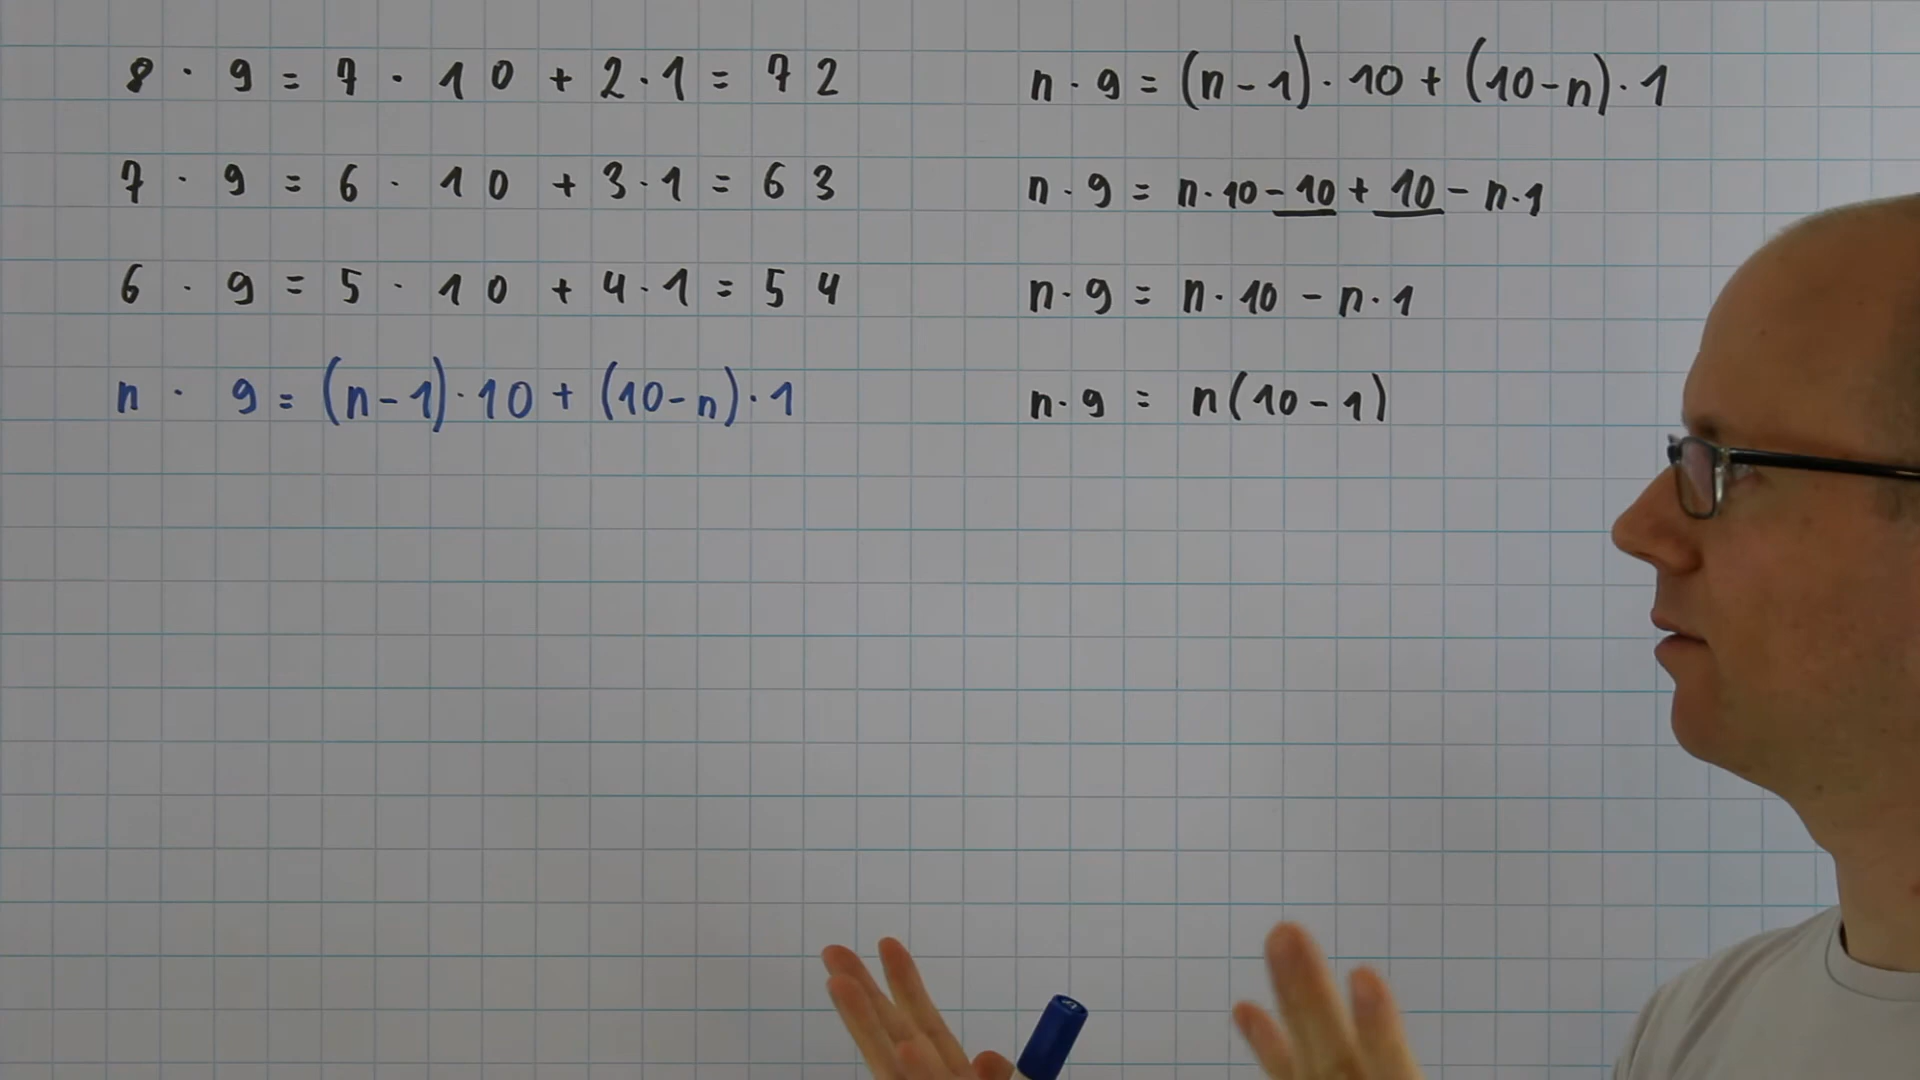 8 · 9 = 7 · 10 + 2 · 1 = 72
7 · 9 = 6 · 10 + 3 · 1 = 63
6 · 9 = 5 · 10 + 4 · 1 = 54
n · 9 = (n-1) · 10 + (10-n) · 1
n · 9 = (n-1) · 10 + (10-n) · 1
n · 9 = n · 10 - 10 + 10 - n · 1
n · 9 = n · 10 - n · 1
n · 9 = n(10-1)